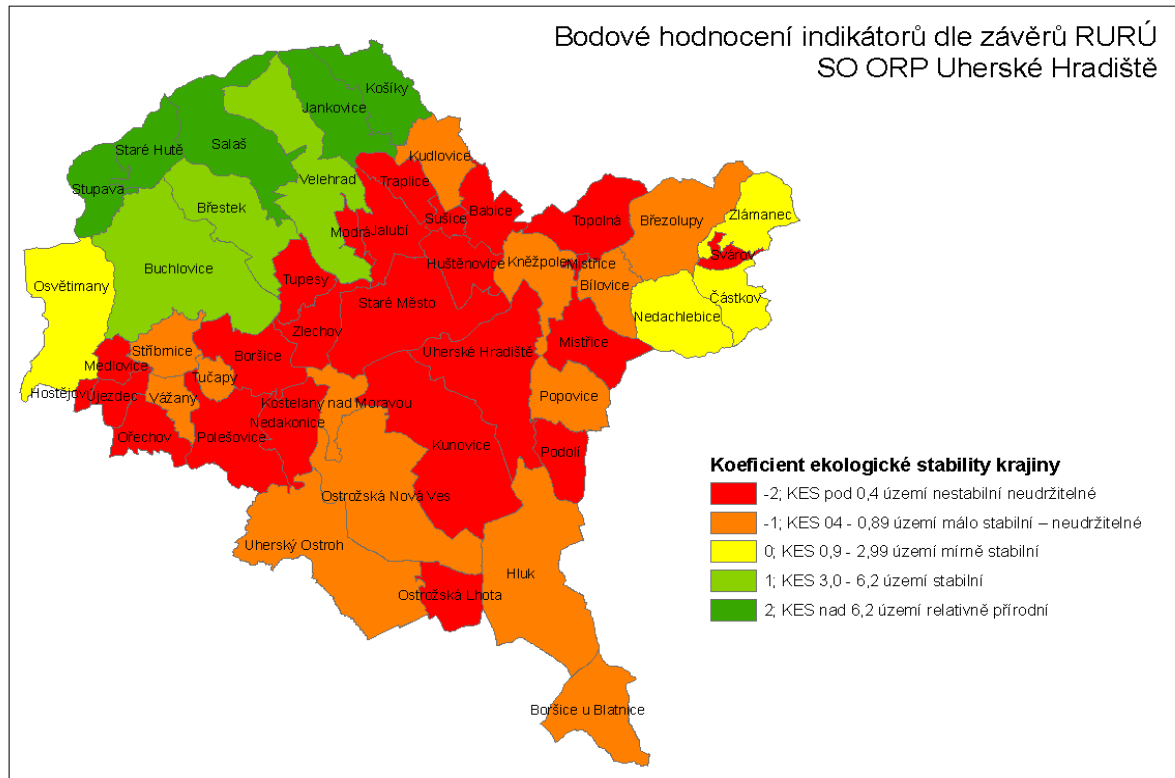 Bodové hodnocení indikátorů dle závěrů RURÚ
SO ORP Uherské Hradiště
Košíky
Jankovice
Staré Hutě
Salaš
Kudlovice
Stupava
Velehrad
Traplice
Zlámanec
Břestek
Sušice
Babice
Topolná
Březolupy
Modrá
Jalubí
Svárov
Buchlovice
Huštěnovice
Kněžpole
Mistřice
Osvětimany
Tupesy
Bílovice
Částkov
Staré Město
Nedachlebice
Zlechov
Stříbrnice
Boršice
Uherské Hradiště
Mistřice
Medlovice
Tučapy
Hostějov
Újezdec
Vážany
Kostelany nad Moravou
Popovice
Nedakonice
Ořechov
Polešovice
Kunovice
Podolí
Ostrožská Nová Ves
Uherský Ostroh
Hluk
Ostrožská Lhota
Boršice u Blatnice
Koeficient ekologické stability krajiny
-2; KES pod 0,4 území nestabilní neudržitelné
-1; KES 04 - 0,89 území málo stabilní – neudržitelné
0; KES 0,9 - 2,99 území mírně stabilní
1; KES 3,0 - 6,2 území stabilní
2; KES nad 6,2 území relativně přírodní